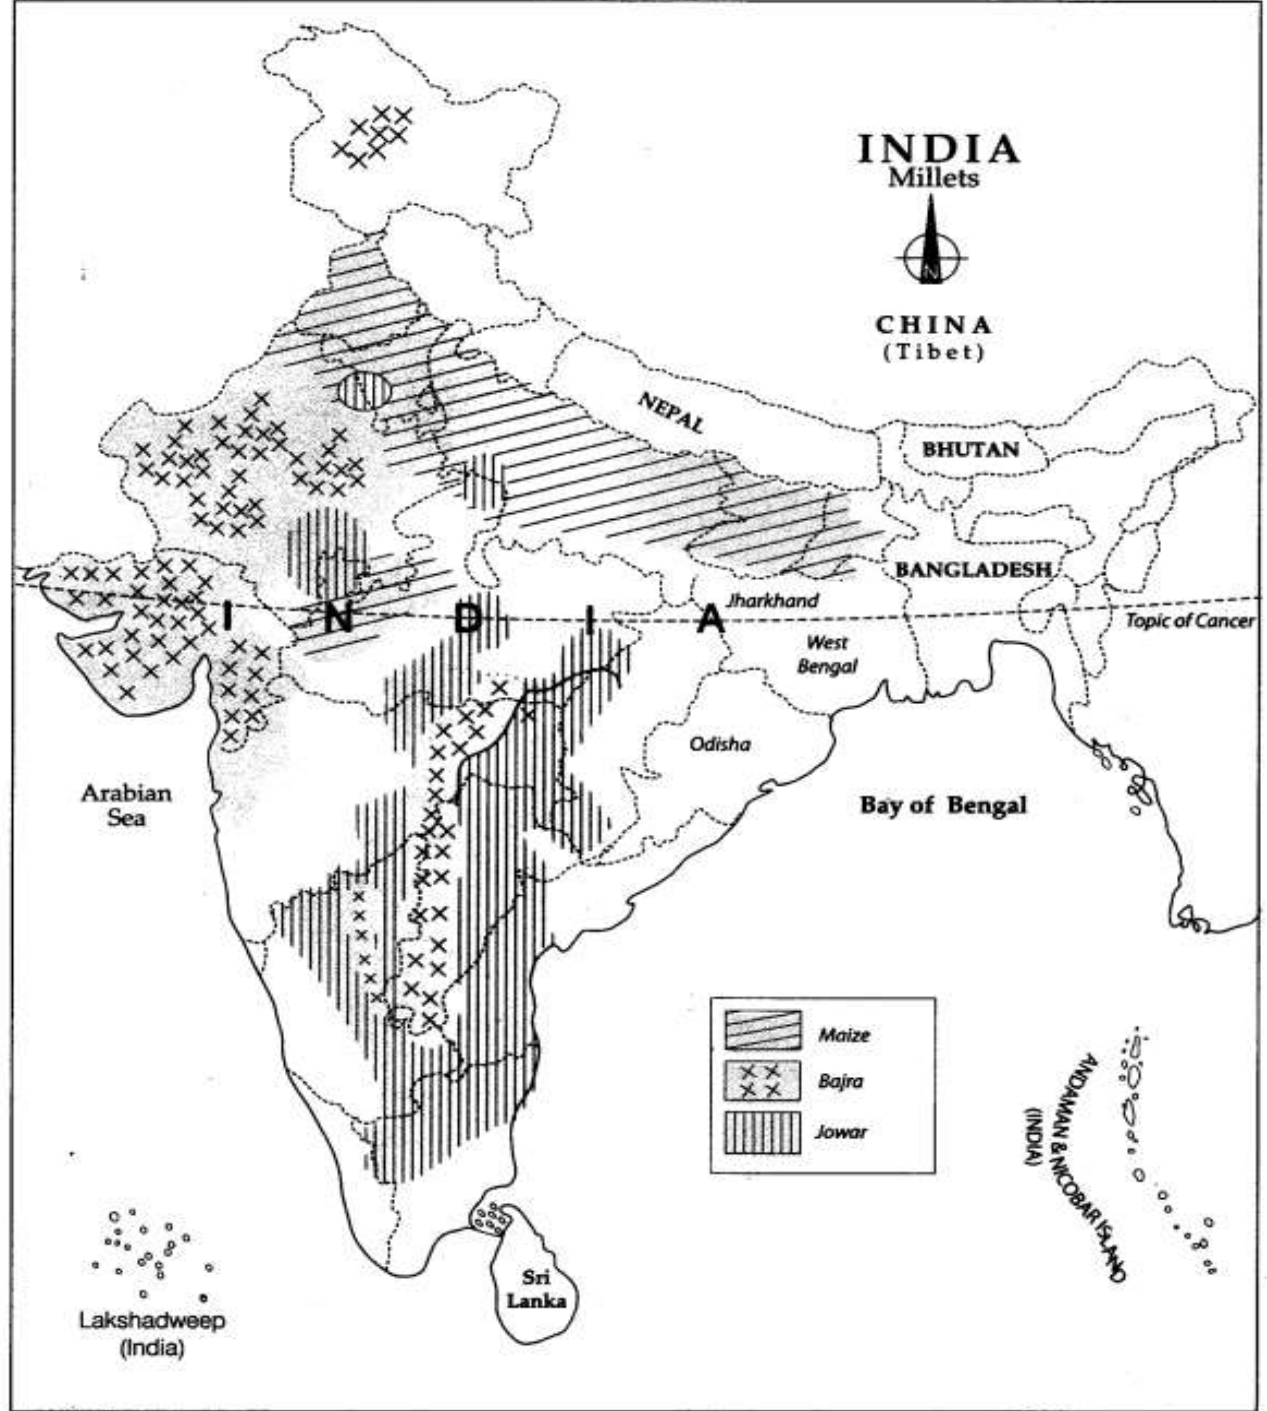 INDIA
Millets
N
CHINA
(Tibet)
NEPAL
BHUTAN
BANGLADESH
I N D I A
Jharkhand
Topic of Cancer
West
Bengal
Odisha
Arabian
Sea
Bay of Bengal
Maize
Bajra
Jowar
ANDAMAN & NICOBAR ISLAND
(INDIA)
Sri
Lanka
Lakshadweep
(India)